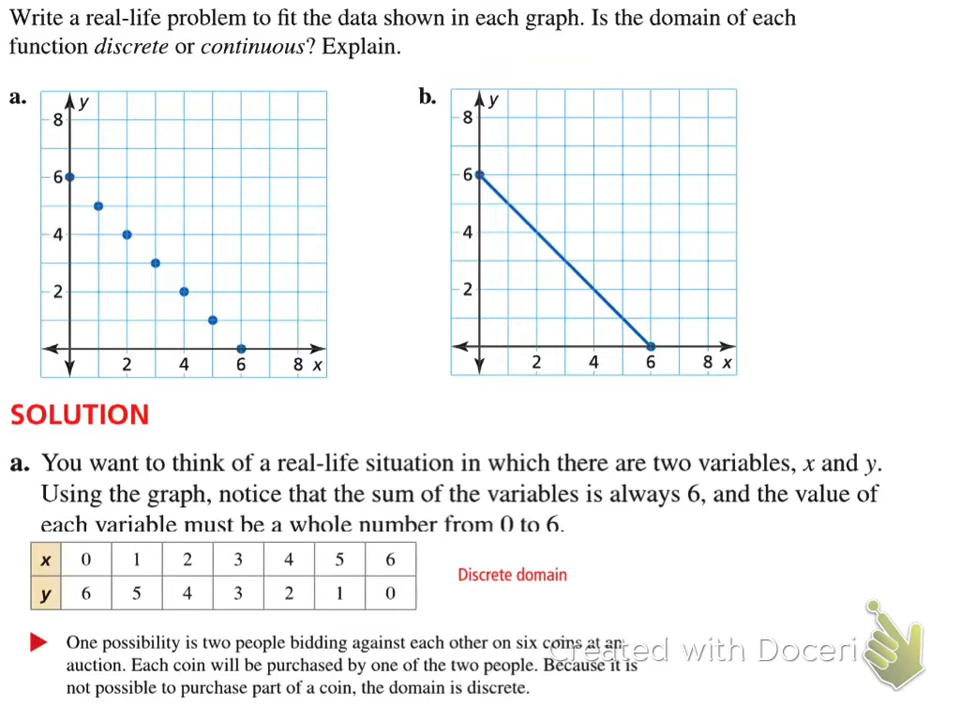 Write a real-life problem to fit the data shown in each graph. Is the domain of each
function discrete or continuous? Explain.
a.
y
8
6
4
2
2 4 6 8 x
b.
y
8
6
4
2
2 4 6 8 x
SOLUTION
a. You want to think of a real-life situation in which there are two variables, x and y.
Using the graph, notice that the sum of the variables is always 6, and the value of
each variable must be a whole number from 0 to 6.
x 0 1 2 3 4 5 6
y 6 5 4 3 2 1 0
Discrete domain
One possibility is two people bidding against each other on six coins at an
auction. Each coin will be purchased by one of the two people. Because it is
not possible to purchase part of a coin, the domain is discrete.
Created with Doceri